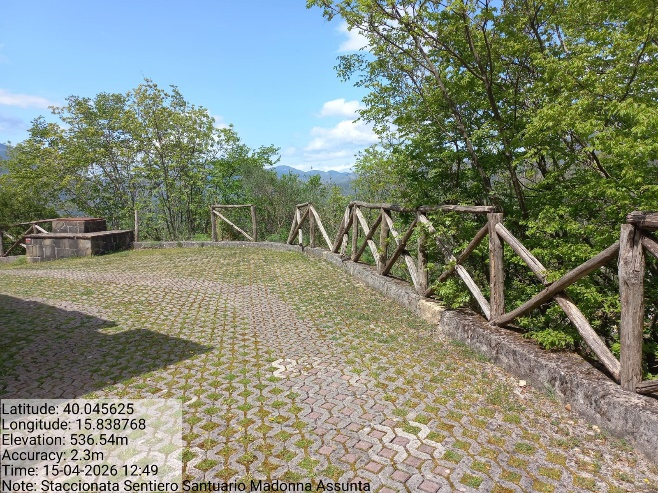 Latitude: 40.045625
Longitude: 15.838768
Elevation: 536.54m
Accuracy: 2.3m
Time: 15-04-2026 12:49
Note: Staccionata Sentiero Santuario Madonna Assunta